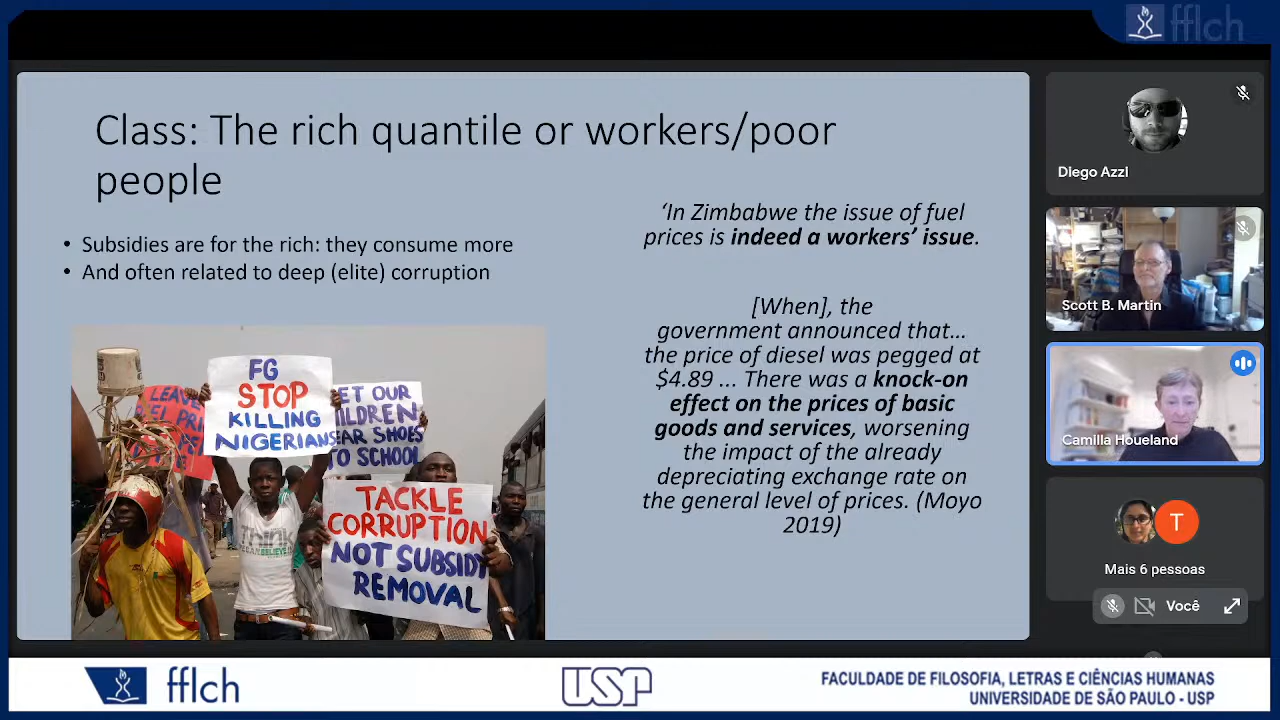 fflch
Class: The rich quantile or workers/poor
people
• Subsidies are for the rich: they consume more
• And often related to deep (elite) corruption
FG
STOP
KILLING
NIGERIANS
LEAVE
SHOES
TO SCHOOL
TACKLE
CORRUPTION
NOT SUBSIDY
REMOVAL
‘In Zimbabwe the issue of fuel
prices is indeed a workers’ issue.
[When], the
government announced that…
the price of diesel was pegged at
$4.89 ... There was a knock-on
effect on the prices of basic
goods and services, worsening
the impact of the already
depreciating exchange rate on
the general level of prices. (Moyo
2019)
Diego Azzi
Scott B. Martin
Camilla Houeland
T
Mais 6 pessoas
Você
fflch
USP
FACULDADE DE FILOSOFIA, LETRAS E CIÊNCIAS HUMANAS
UNIVERSIDADE DE SÃO PAULO - USP